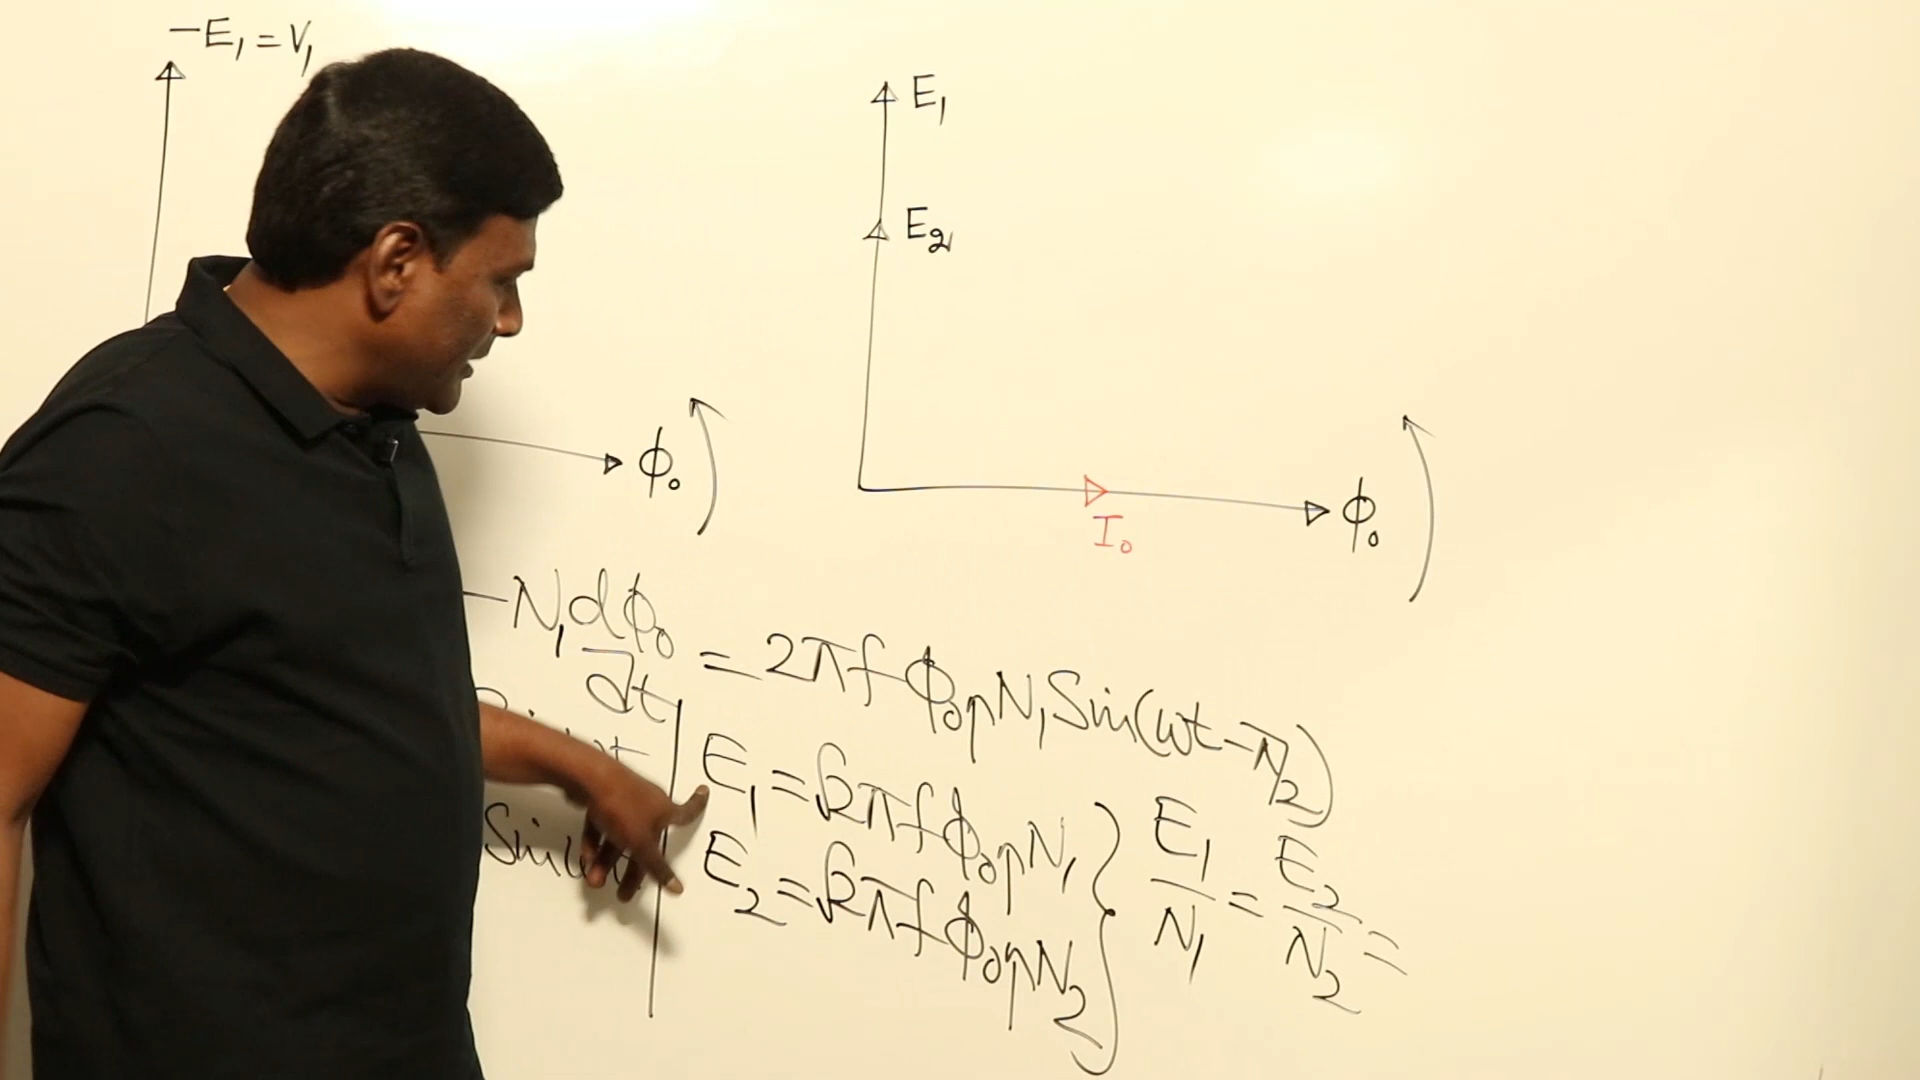 −E₁ = V₁
E₁
E₂
ϕ₀
I₀
ϕ₀
−N₁ dϕ₀/dt = 2πf ϕ₀p N₁ Sin(ωt − π/2)
E₁ = √2πf ϕ₀p N₁
E₂ = √2πf ϕ₀p N₂
} E₁/N₁ = E₂/N₂ =